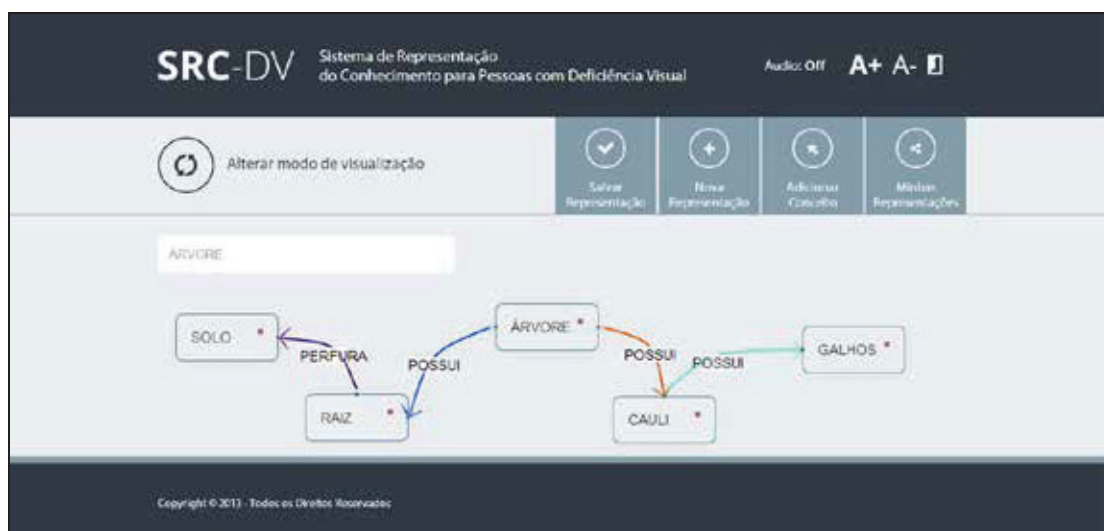 SRC-DV
Sistema de Representação
do Conhecimento para Pessoas com Deficiência Visual
Audio: Off A+ A-
Alterar modo de visualização
Salvar
Representação
Nova
Representação
Adicionar
Conceito
Minhas
Representações
ÁRVORE
SOLO *
PERFURA
RAIZ *
POSSUI
ÁRVORE *
POSSUI
CAULI *
POSSUI
GALHOS *
Copyright © 2013 - Todos os Direitos Reservados